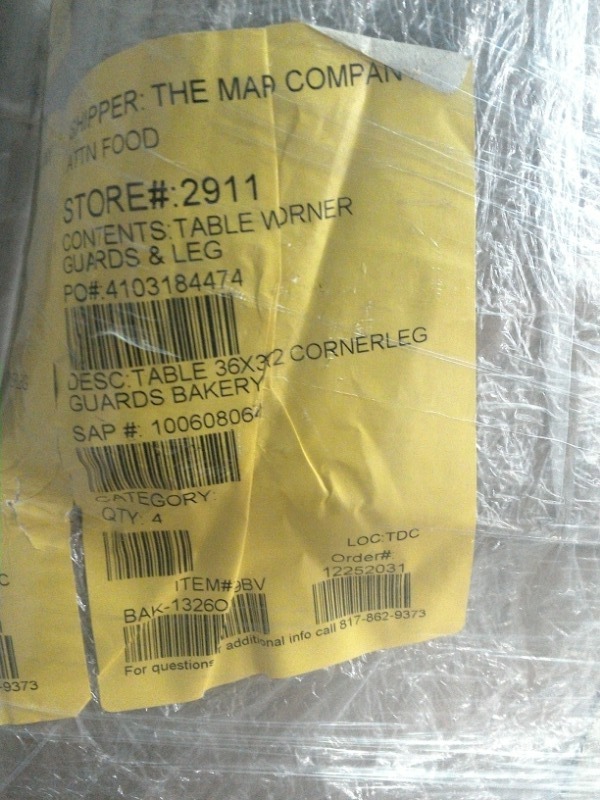 SHIPPER: THE MAP COMPAN
ATTN FOOD
STORE#:2911
CONTENTS:TABLE W/ORNER
GUARDS & LEG
PO#:4103184474
DESC:TABLE 36X32 CORNERLEG
GUARDS BAKERY
SAP #: 100608064
CATEGORY:
QTY: 4
LOC:TDC
Order#:
12252031
ITEM#
BAK-13260
For questions additional info call 817-862-9373
-9373